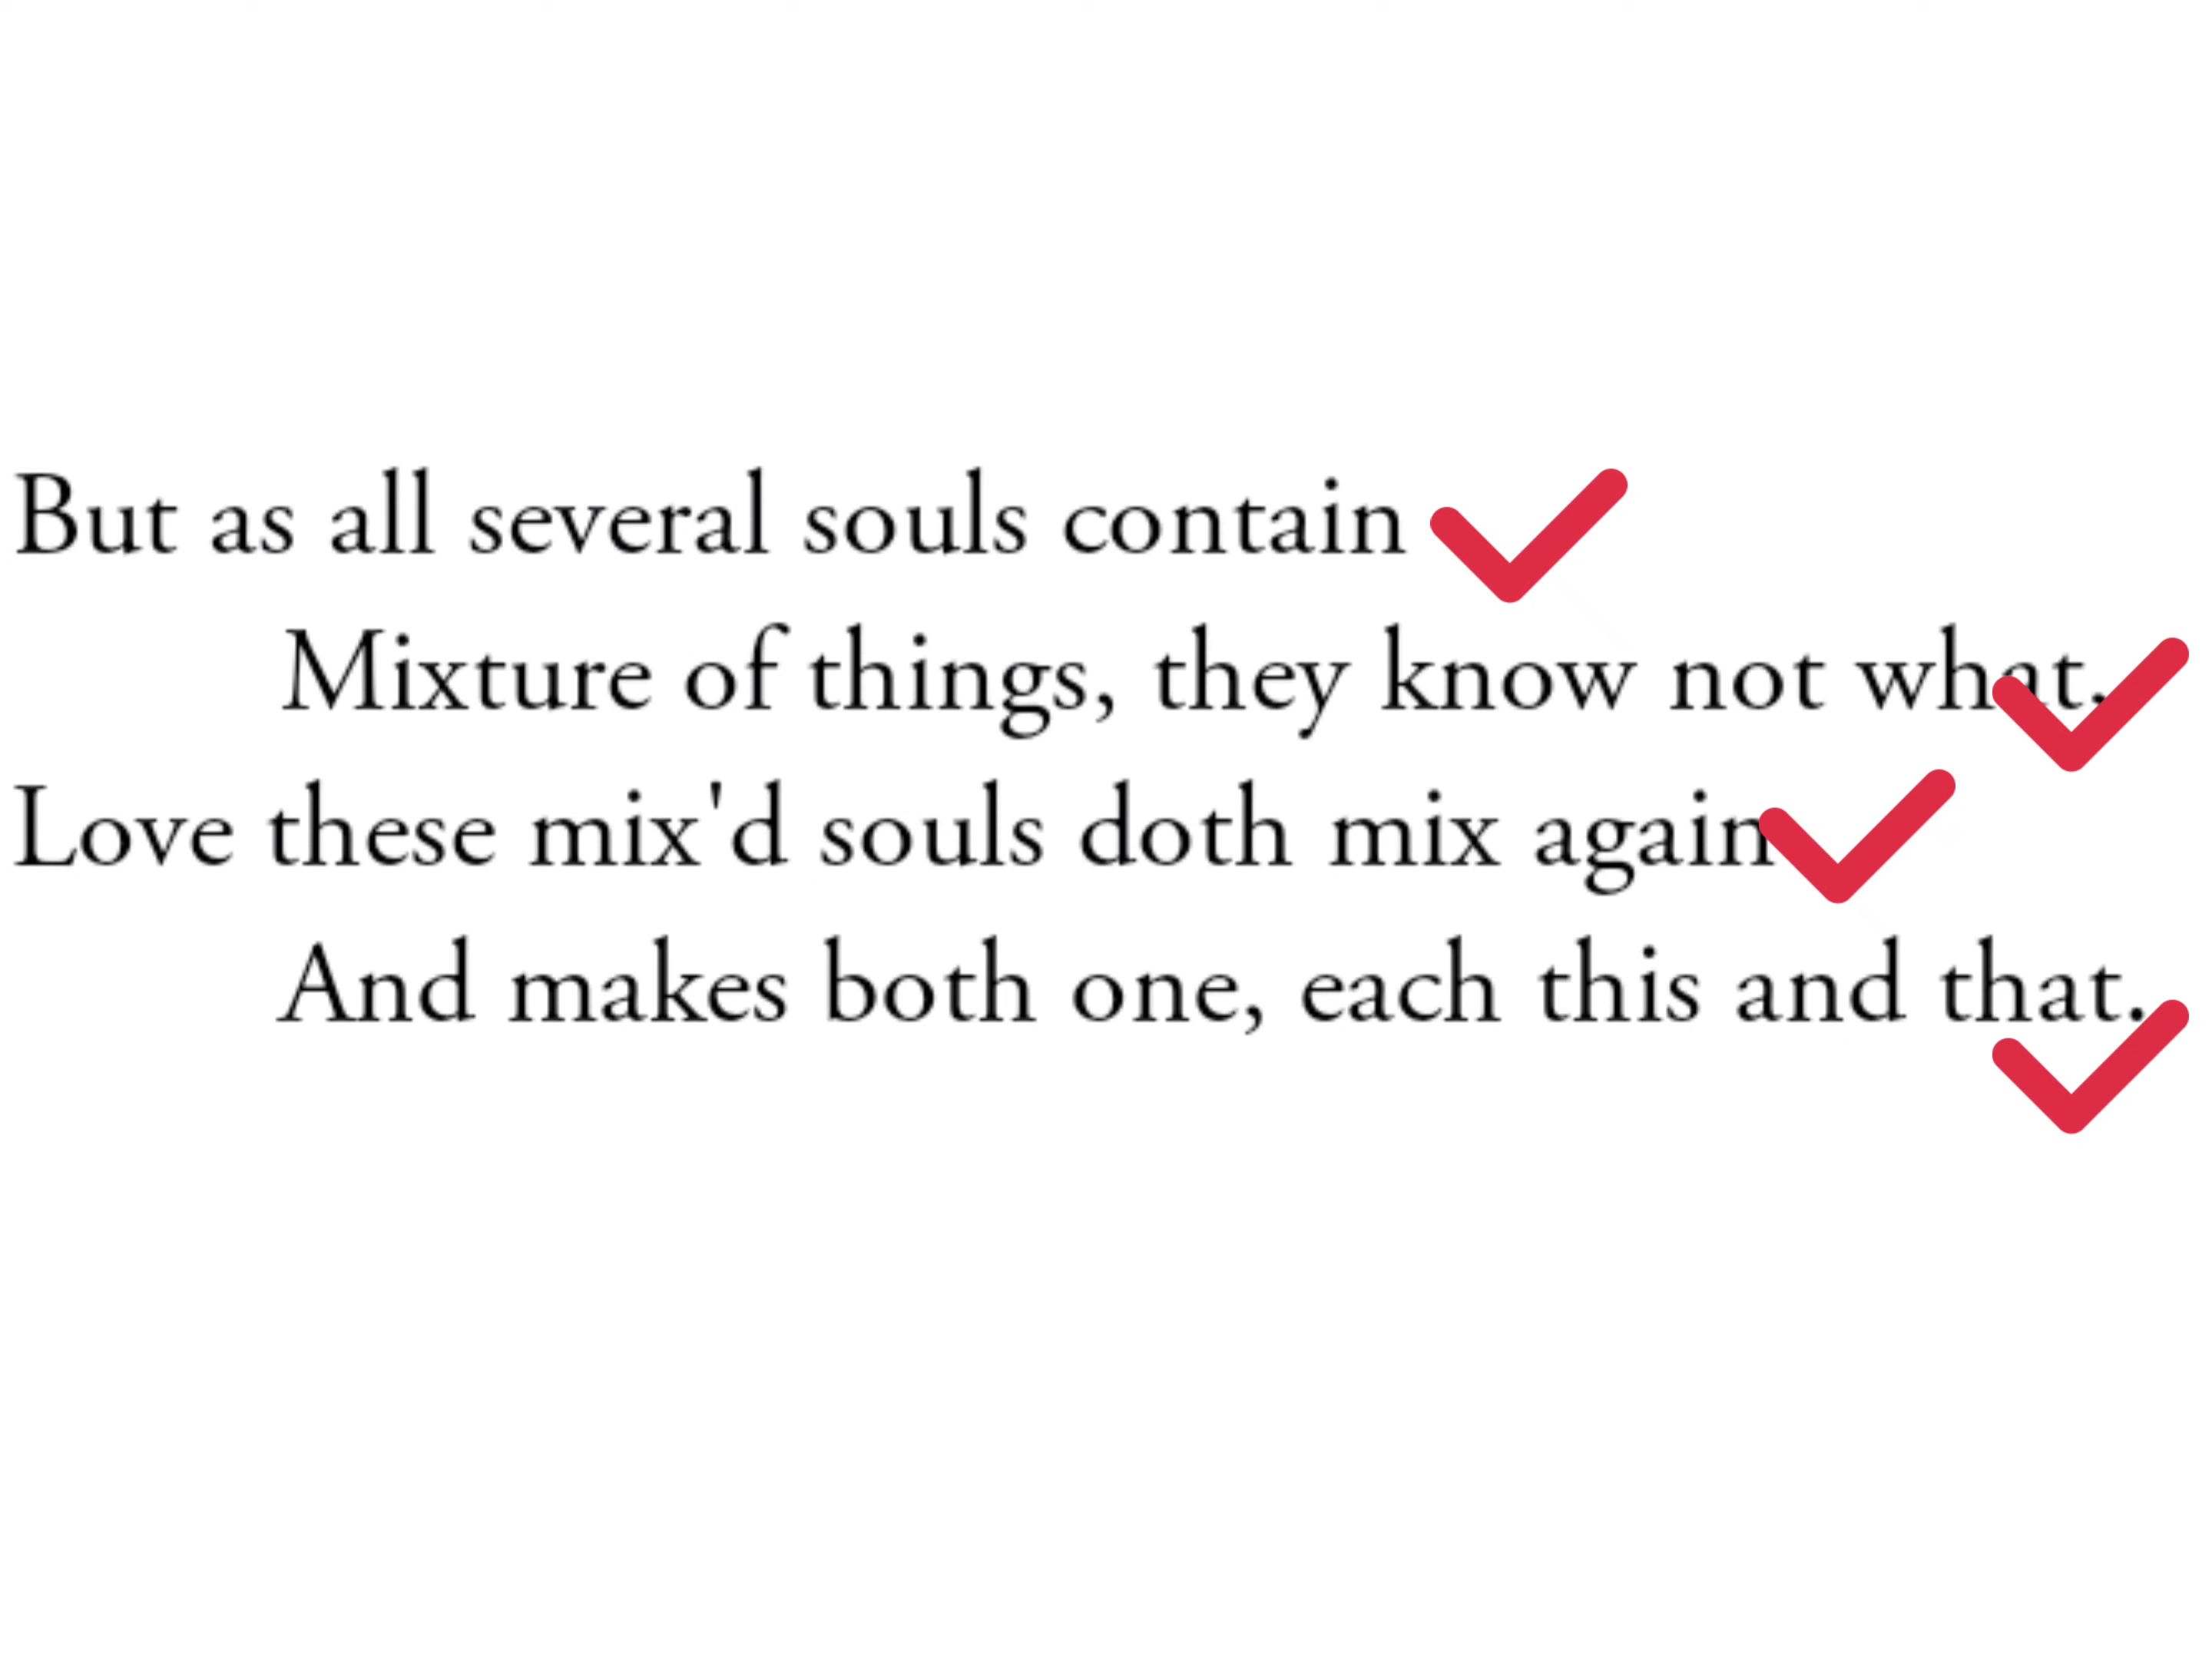 But as all several souls contain
Mixture of things, they know not what.
Love these mix'd souls doth mix again
And makes both one, each this and that.